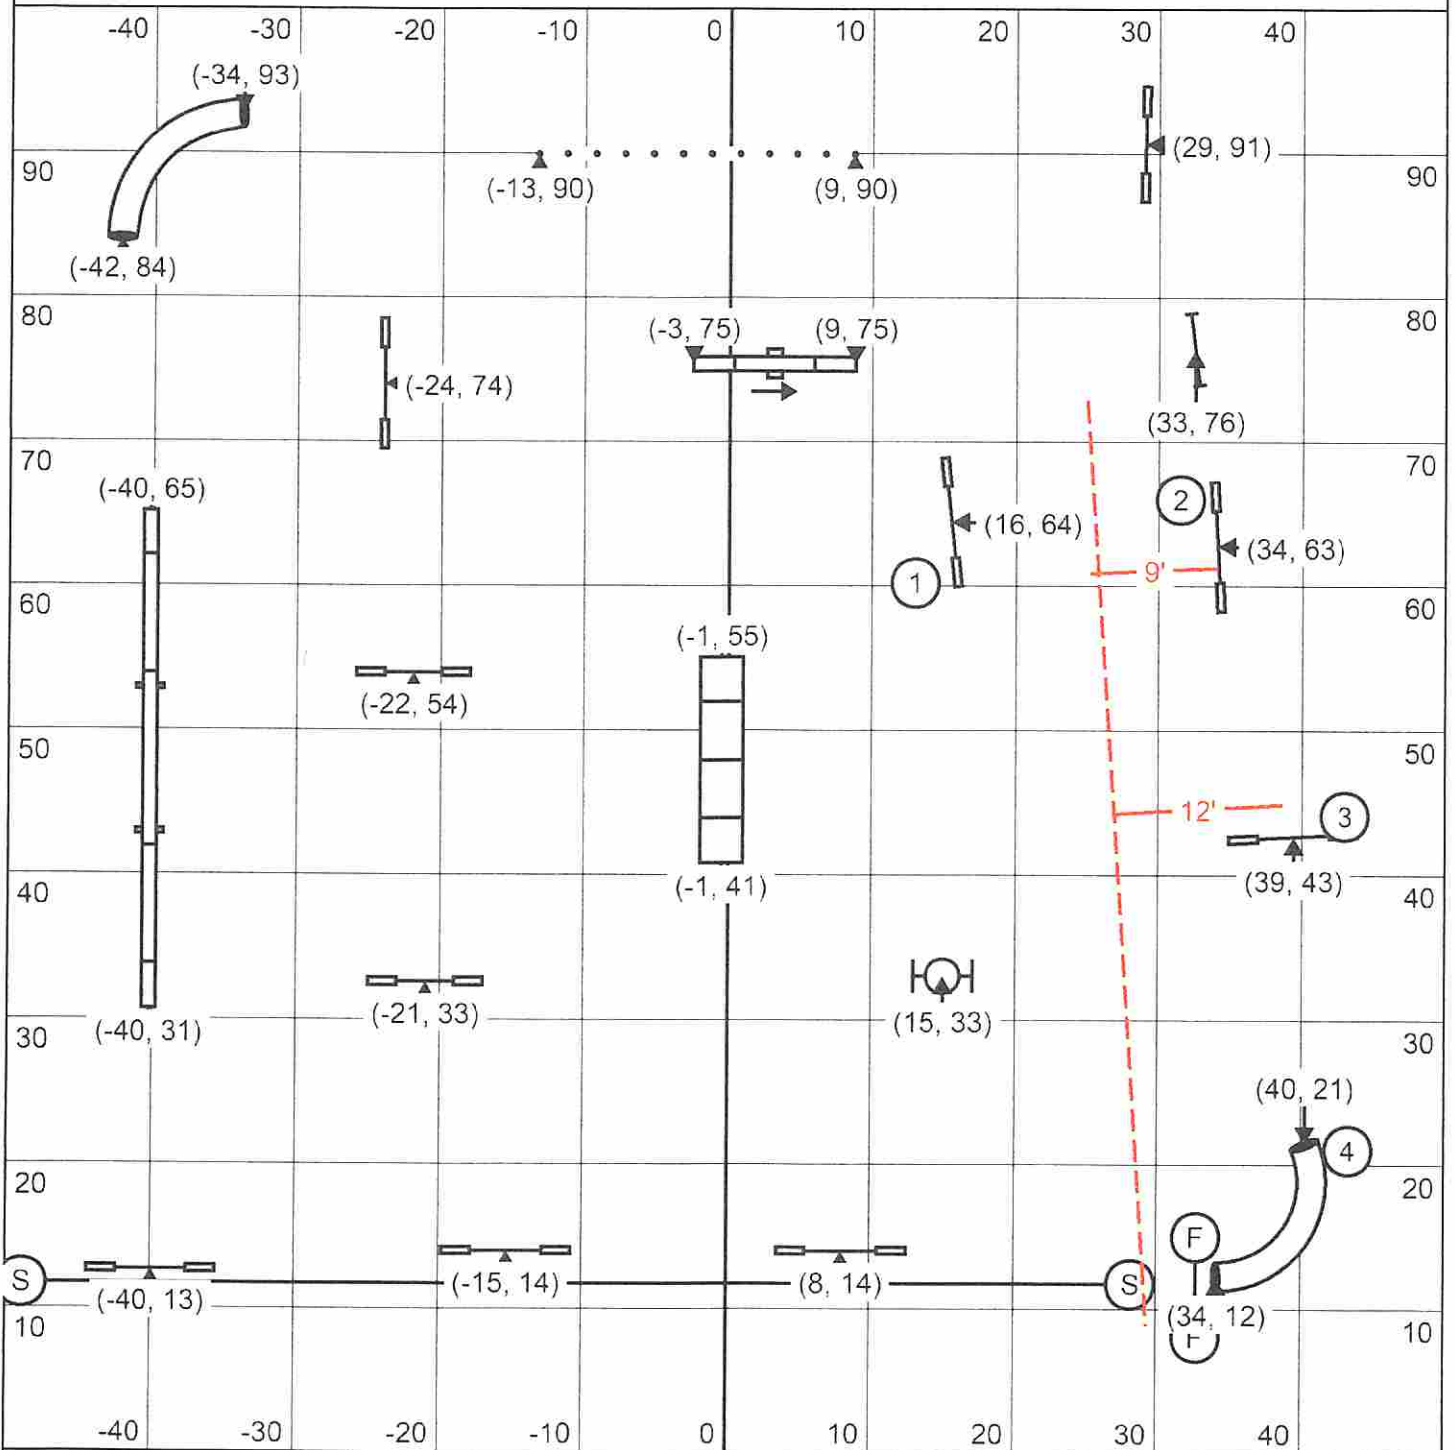 -40 -30 -20 -10 0 10 20 30 40
(-34, 93)
(29, 91)
90 (-13, 90) (9, 90) 90
(-42, 84)
80 (-3, 75) (9, 75) 80
(-24, 74)
(33, 76)
70 70
(-40, 65) 2
(16, 64) (34, 63)
1 9'
60 60
(-1, 55)
(-22, 54)
50 50
12' 3
40 (-1, 41) (39, 43) 40
(-21, 33) (15, 33)
30 (-40, 31) 30
(40, 21)
4
20 20
F
S (-40, 13) (-15, 14) (8, 14) S
10 (34, 12) 10
F
-40 -30 -20 -10 0 10 20 30 40